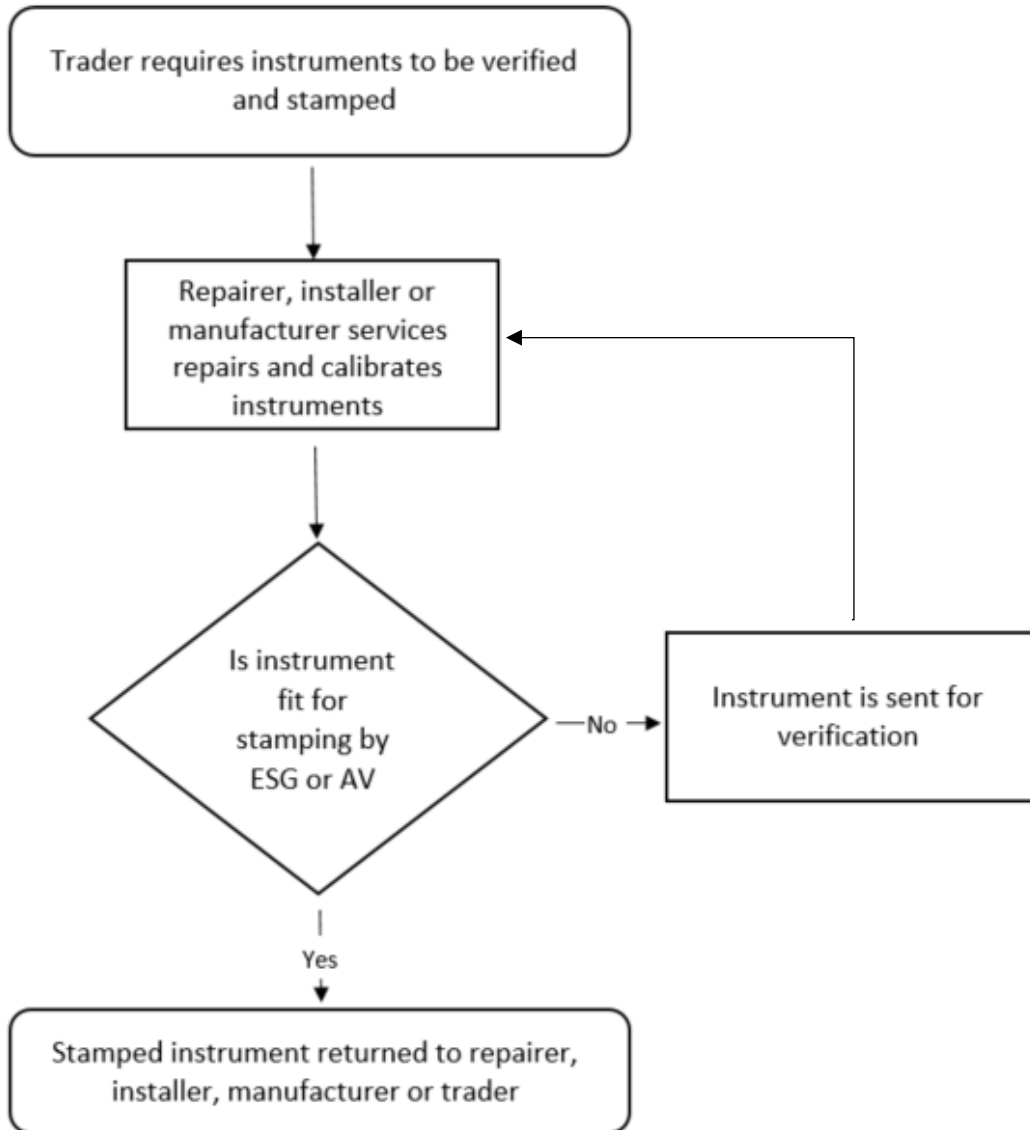 Trader requires instruments to be verified
and stamped
Repairer, installer or
manufacturer services
repairs and calibrates
instruments
Is instrument
fit for
stamping by
ESG or AV
No
Instrument is sent for
verification
Yes
Stamped instrument returned to repairer,
installer, manufacturer or trader